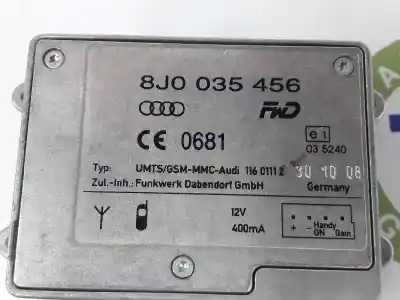 8J0 035 456
FWD
CE 0681
e1
03 5240
Typ: UMTS/GSM-MMC-Audi 116 0111 2 30 10 08
Zul.-Inh.: Funkwerk Dabendorf GmbH Germany
12V
400mA
+ - Handy Gain
ON